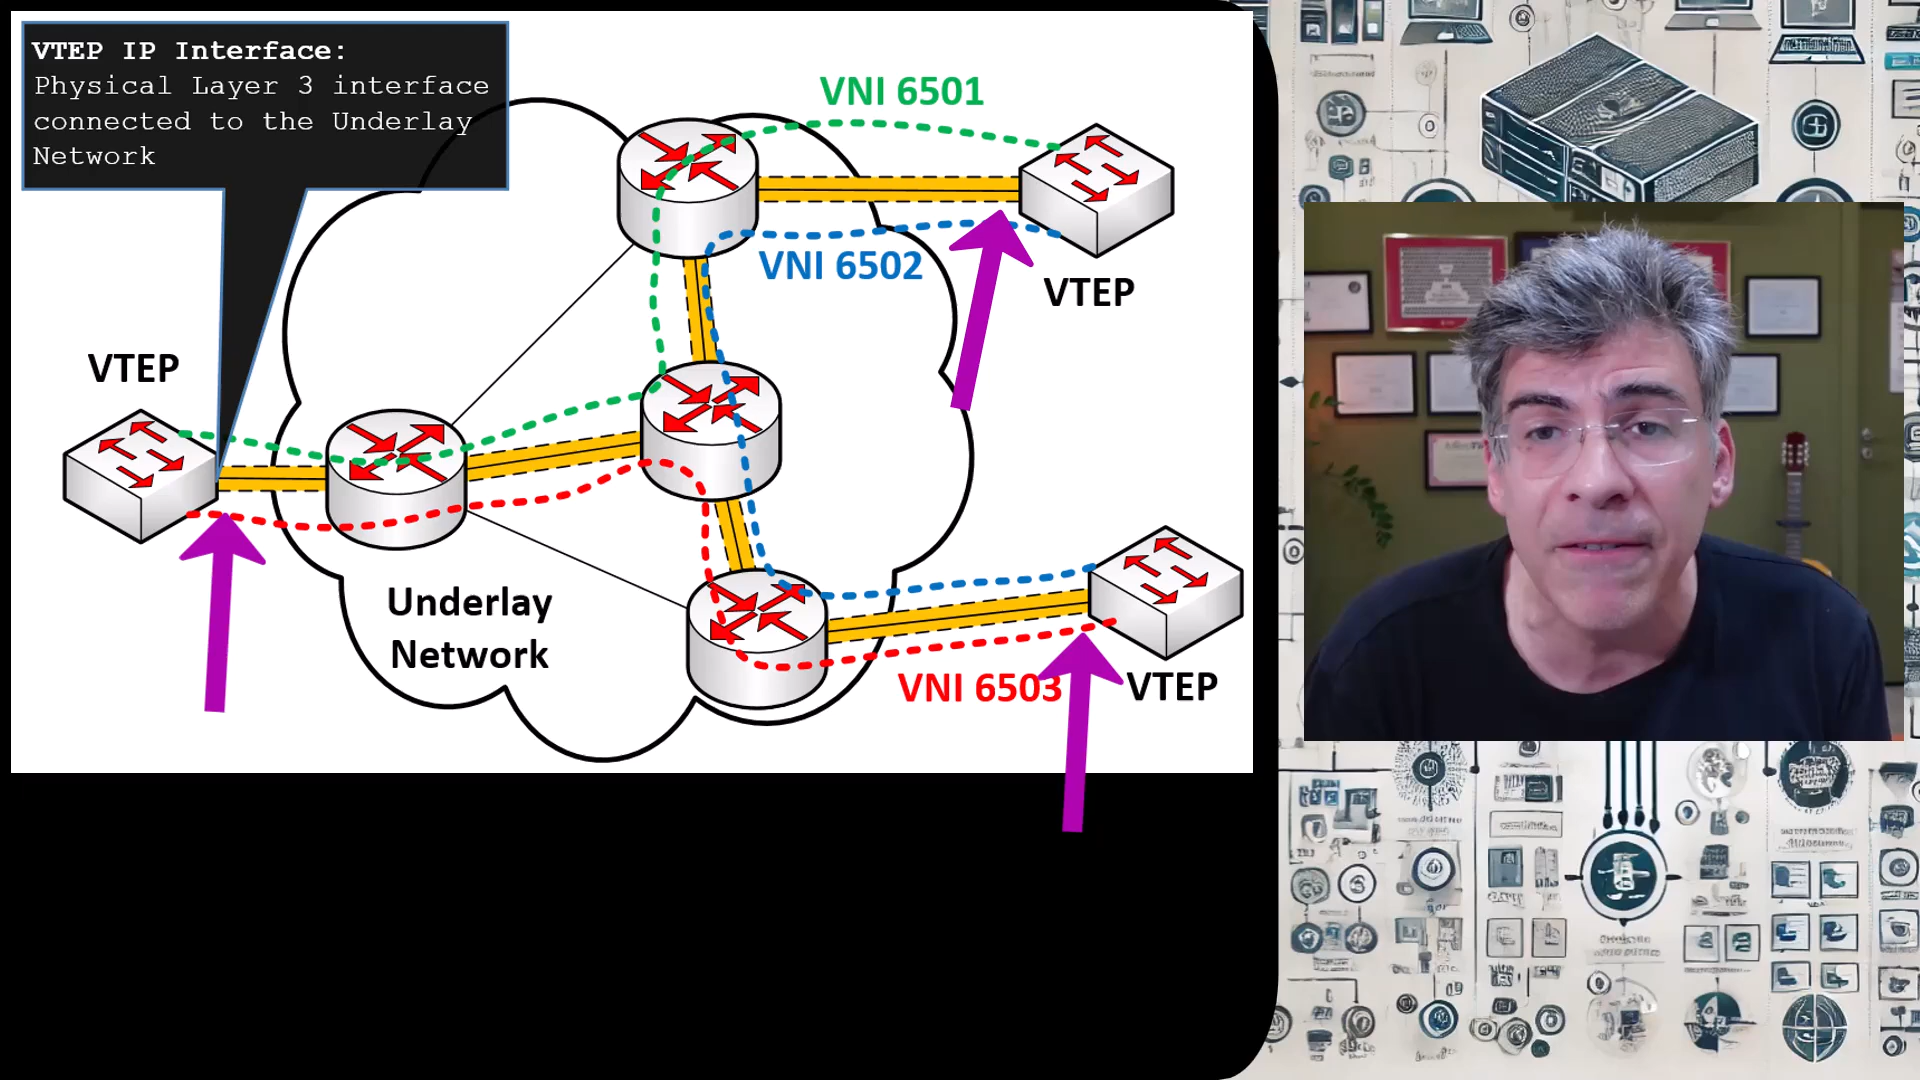 VTEP IP Interface:
Physical Layer 3 interface
connected to the Underlay
Network
VNI 6501
VNI 6502
VTEP
VTEP
Underlay
Network
VNI 6503
VTEP